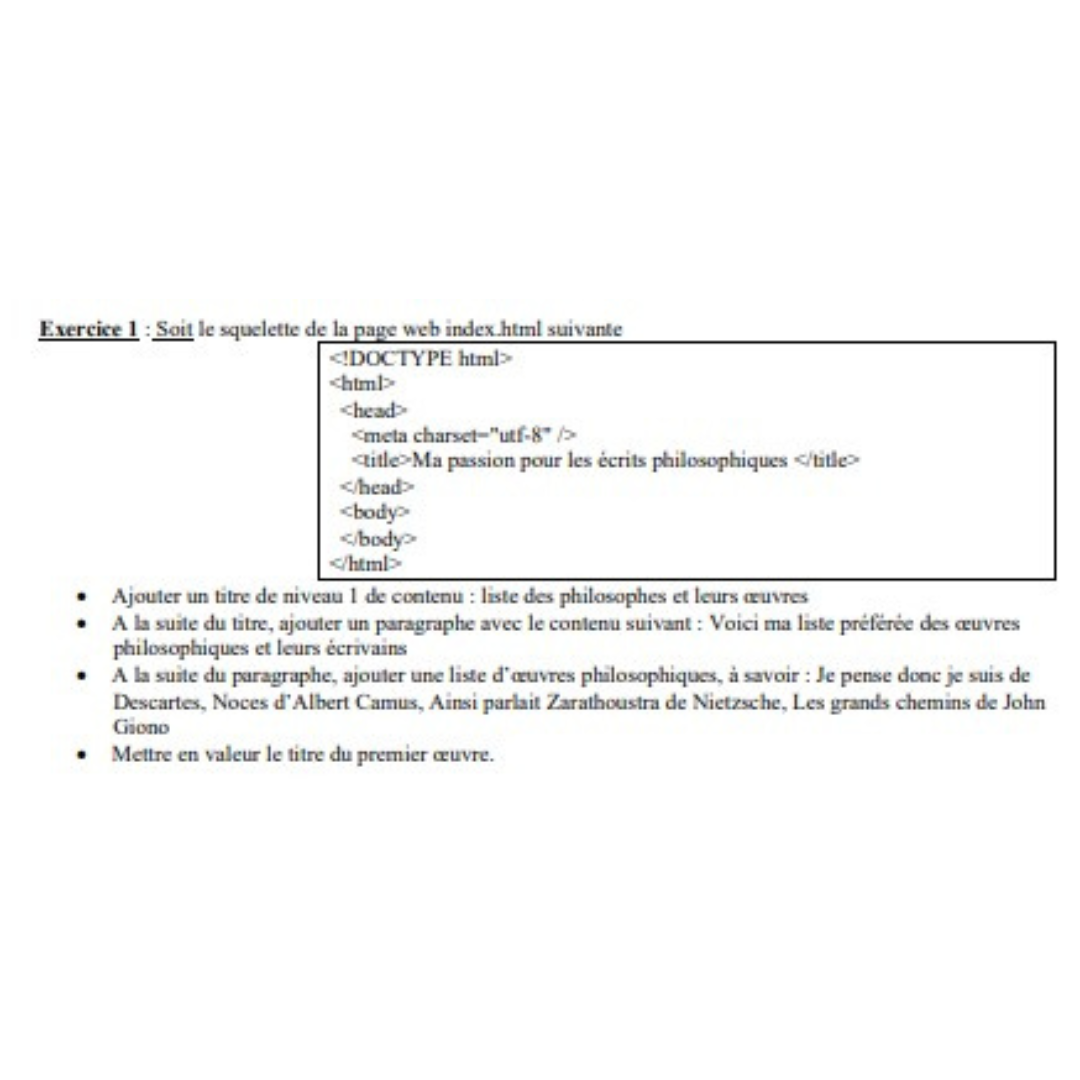 Exercice 1 : Soit le squelette de la page web index.html suivante
<!DOCTYPE html>
<html>
<head>
<meta charset="utf-8" />
<title>Ma passion pour les écrits philosophiques </title>
</head>
<body>
</body>
</html>
• Ajouter un titre de niveau 1 de contenu : liste des philosophes et leurs œuvres
• A la suite du titre, ajouter un paragraphe avec le contenu suivant : Voici ma liste préférée des œuvres
philosophiques et leurs écrivains
• A la suite du paragraphe, ajouter une liste d’œuvres philosophiques, à savoir : Je pense donc je suis de
Descartes, Noces d’Albert Camus, Ainsi parlait Zarathoustra de Nietzsche, Les grands chemins de John
Giono
• Mettre en valeur le titre du premier œuvre.